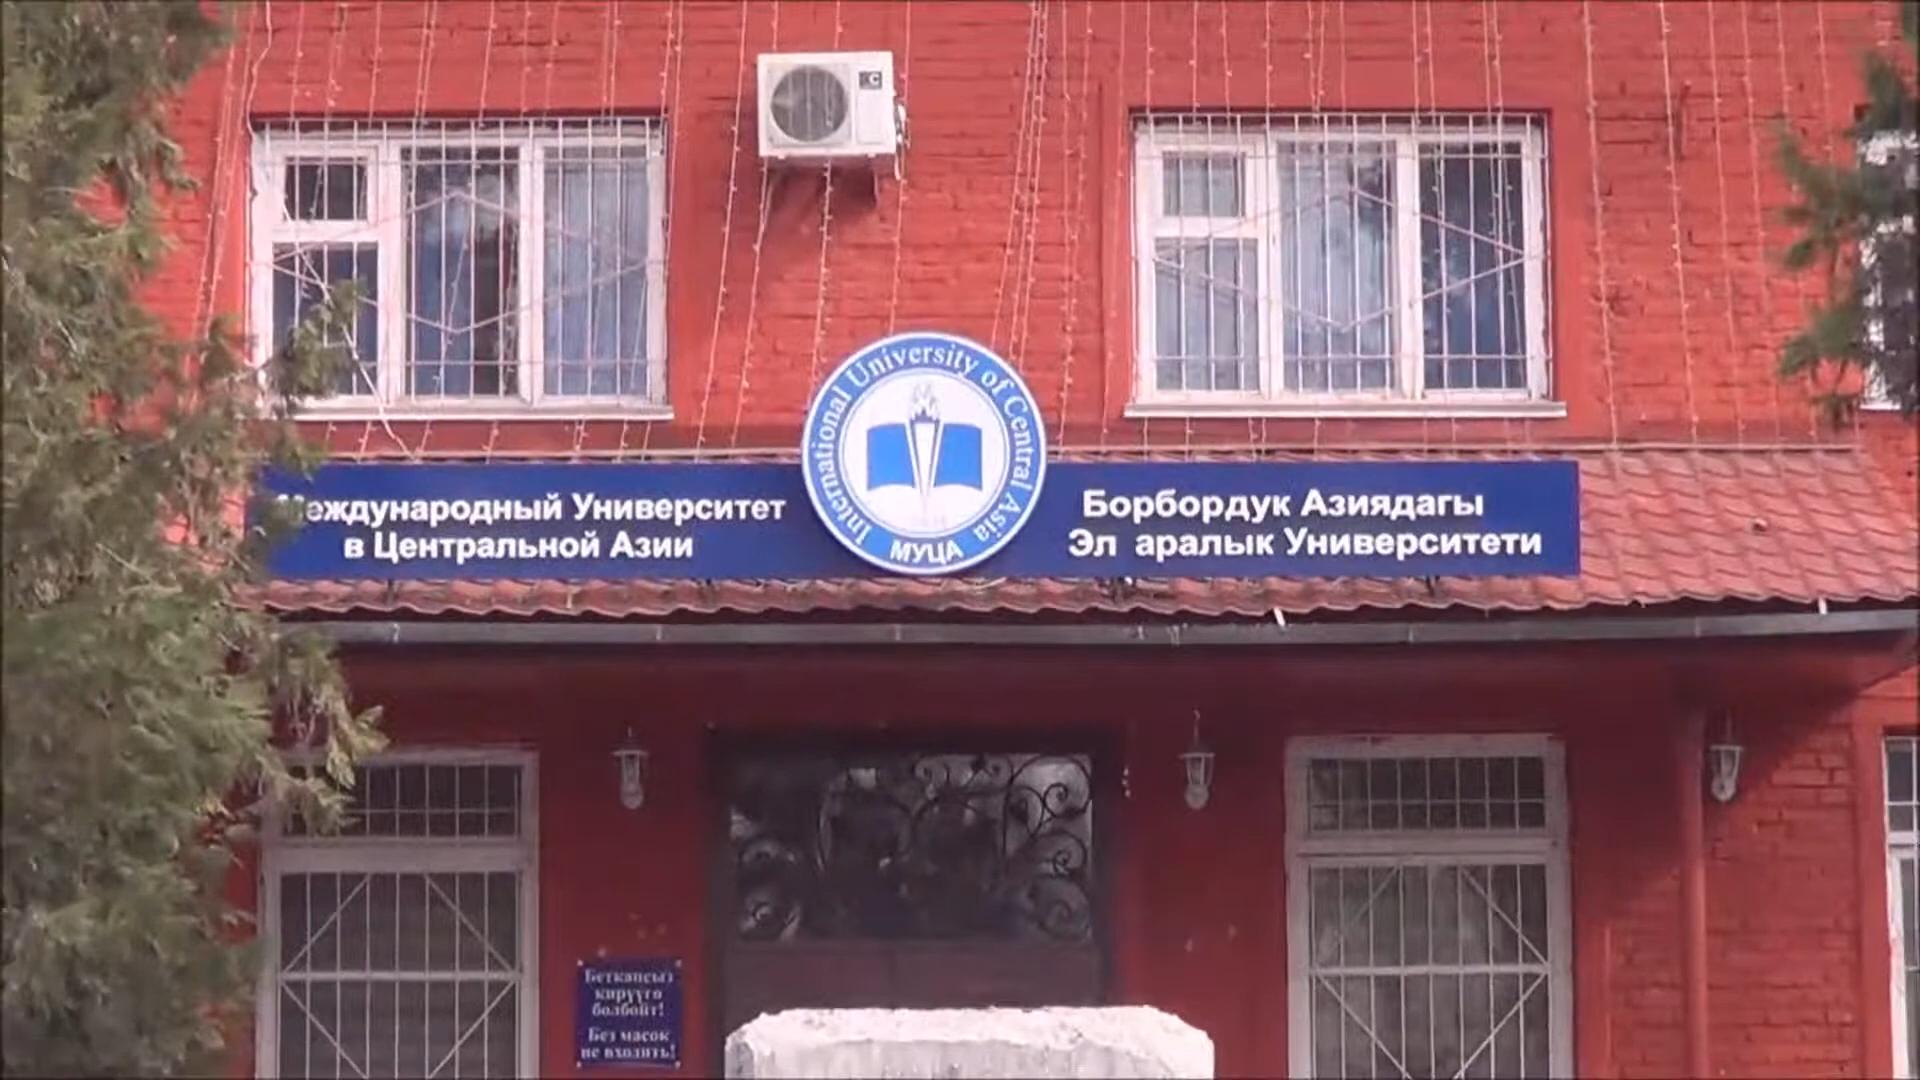 Международный Университет
в Центральной Азии
International University of Central Asia
МУЦА
Борбордук Азиядагы
Эл аралык Университети
Беткапсыз
кирүүгө
болбойт!
Без масок
не входить!